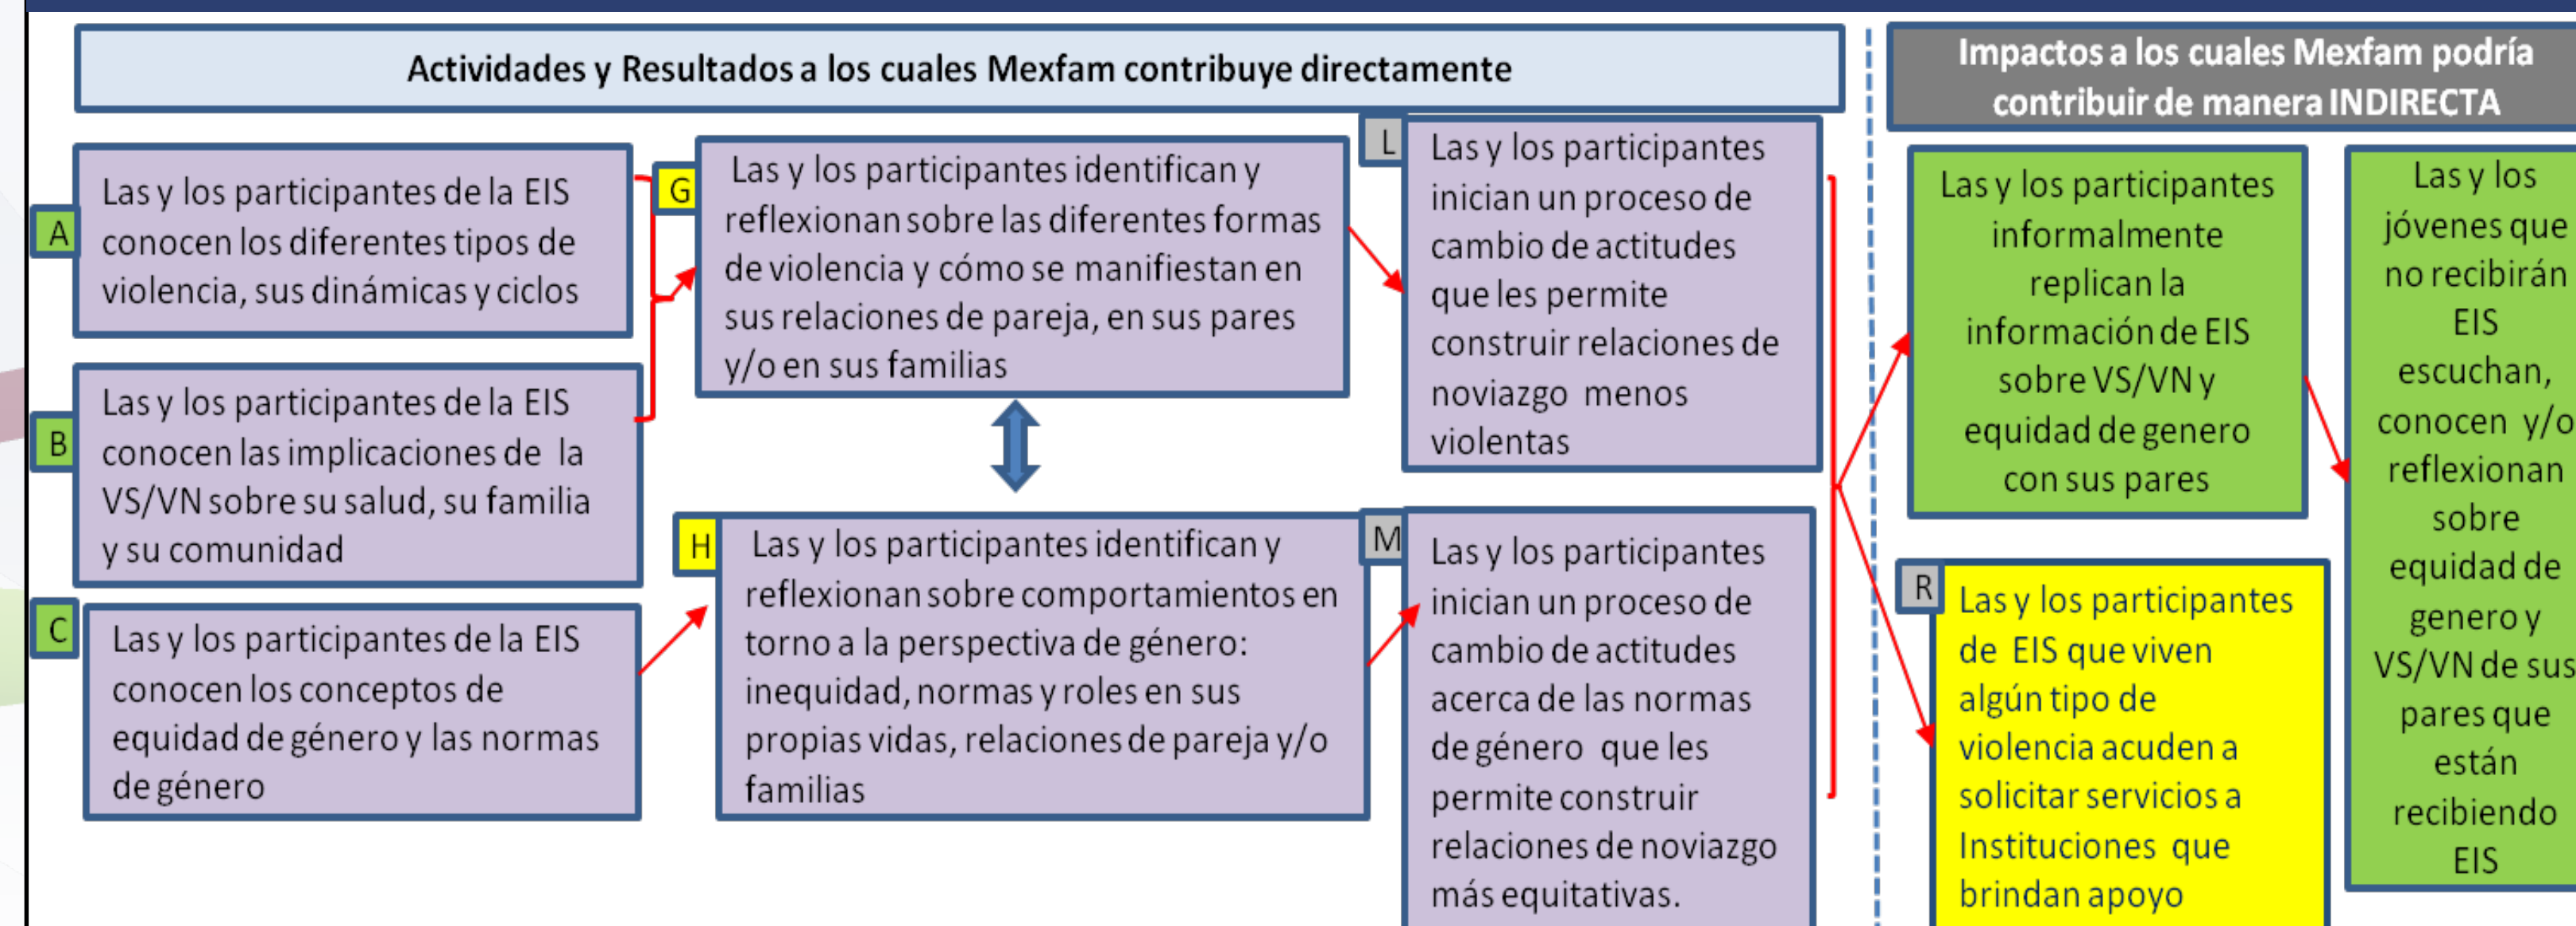 Actividades y Resultados a los cuales Mexfam contribuye directamente
Impactos a los cuales Mexfam podría
contribuir de manera INDIRECTA
A
Las y los participantes de la EIS
conocen los diferentes tipos de
violencia, sus dinámicas y ciclos
B
Las y los participantes de la EIS
conocen las implicaciones de la
VS/VN sobre su salud, su familia
y su comunidad
C
Las y los participantes de la EIS
conocen los conceptos de
equidad de género y las normas
de género
G
Las y los participantes identifican y
reflexionan sobre las diferentes formas
de violencia y cómo se manifiestan en
sus relaciones de pareja, en sus pares
y/o en sus familias
H
Las y los participantes identifican y
reflexionan sobre comportamientos en
torno a la perspectiva de género:
inequidad, normas y roles en sus
propias vidas, relaciones de pareja y/o
familias
L
Las y los participantes
inician un proceso de
cambio de actitudes
que les permite
construir relaciones de
noviazgo menos
violentas
M
Las y los participantes
inician un proceso de
cambio de actitudes
acerca de las normas
de género que les
permite construir
relaciones de noviazgo
más equitativas.
Las y los participantes
informalmente
replican la
información de EIS
sobre VS/VN y
equidad de genero
con sus pares
R
Las y los participantes
de EIS que viven
algún tipo de
violencia acuden a
solicitar servicios a
Instituciones que
brindan apoyo
Las y los
jóvenes que
no recibirán
EIS
escuchan,
conocen y/o
reflexionan
sobre
equidad de
genero y
VS/VN de sus
pares que
están
recibiendo
EIS